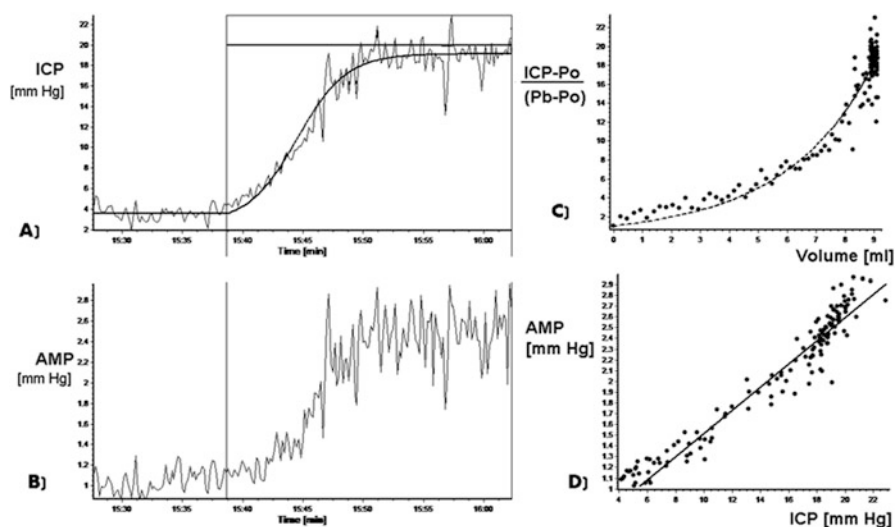 22
20
18
16
14
12
10
8
6
4
2
ICP
[mm Hg]
A)
15:30 15:35 15:40 15:45 15:50 15:55 16:00
Time [min]
22
20
18
16
14
12
10
8
6
4
2
ICP-Po
(Pb-Po)
C)
0 1 2 3 4 5 6 7 8 9
Volume [ml]
2.8
2.6
2.4
2.2
2
1.8
1.6
1.4
1.2
1
AMP
[mm Hg]
B)
15:30 15:35 15:40 15:45 15:50 15:55 16:00
Time [min]
2.9
2.8
2.7
2.6
2.5
2.4
2.3
2.2
2.1
2
1.9
1.8
1.7
1.6
1.5
1.4
1.3
1.2
1.1
1
AMP
[mm Hg]
D)
4 6 8 10 12 14 16 18 20 22
ICP [mm Hg]